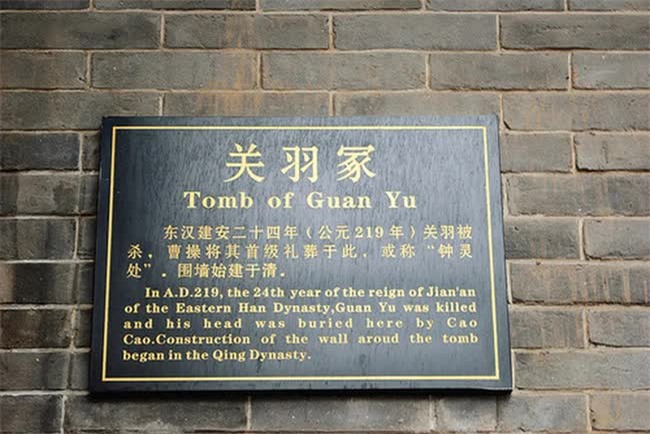 关羽冢
Tomb of Guan Yu
东汉建安二十四年（公元219年）关羽被
杀，曹操将其首级礼葬于此，或称“钟灵
处”。围墙始建于清。
In A.D.219, the 24th year of the reign of Jian'an
of the Eastern Han Dynasty,Guan Yu was killed
and his head was buried here by Cao
Cao.Construction of the wall aroud the tomb
began in the Qing Dynasty.